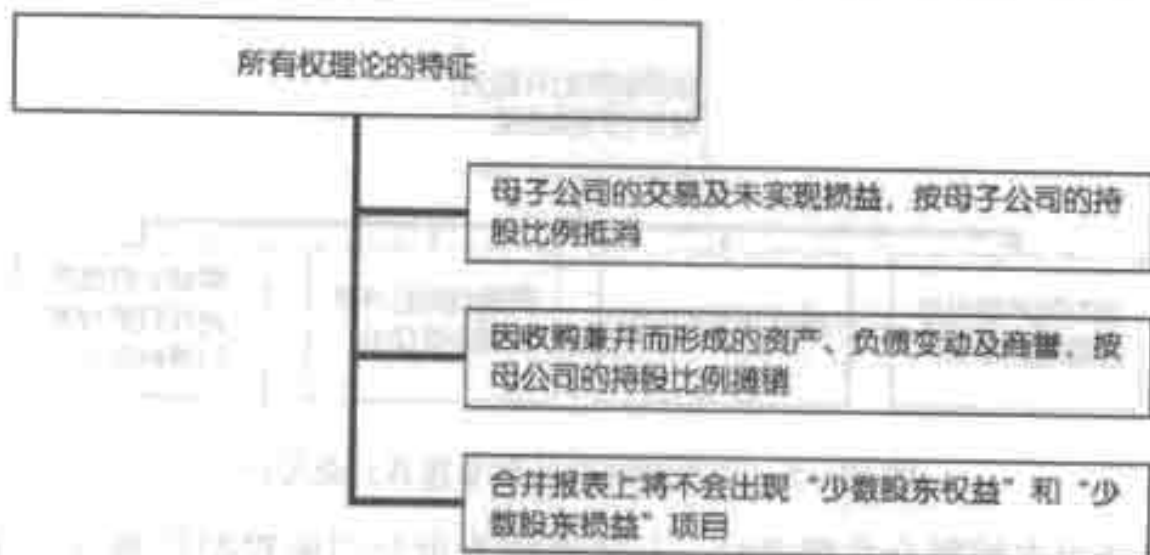 所有权理论的特征
母子公司的交易及未实现损益，按母子公司的持
股比例抵消
因收购兼并而形成的资产、负债变动及商誉，按
母公司的持股比例摊销
合并报表上将不会出现“少数股东权益”和“少
数股东损益”项目